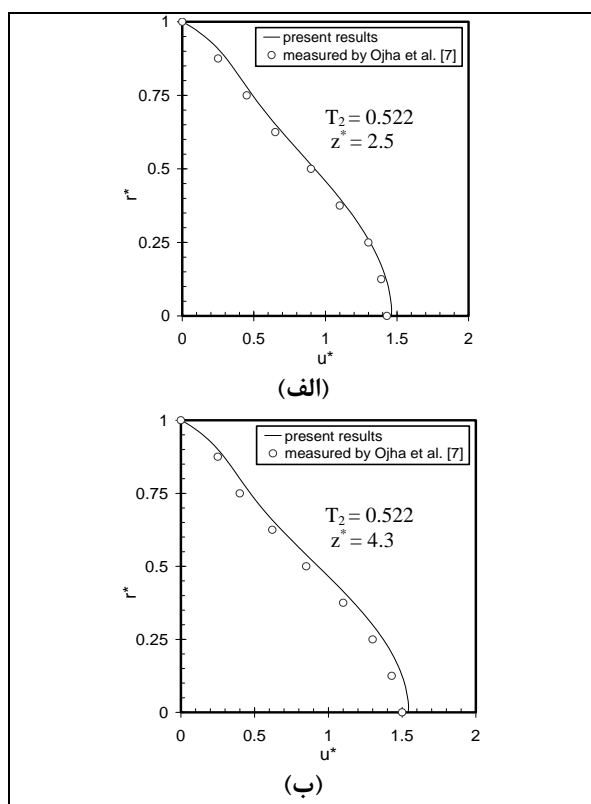 present results
measured by Ojha et al. [7]
T₂ = 0.522
z* = 2.5
1
0.75
0.5
0.25
0
r*
0 0.5 1 1.5 2
u*
(الف)
present results
measured by Ojha et al. [7]
T₂ = 0.522
z* = 4.3
1
0.75
0.5
0.25
0
r*
0 0.5 1 1.5 2
u*
(ب)